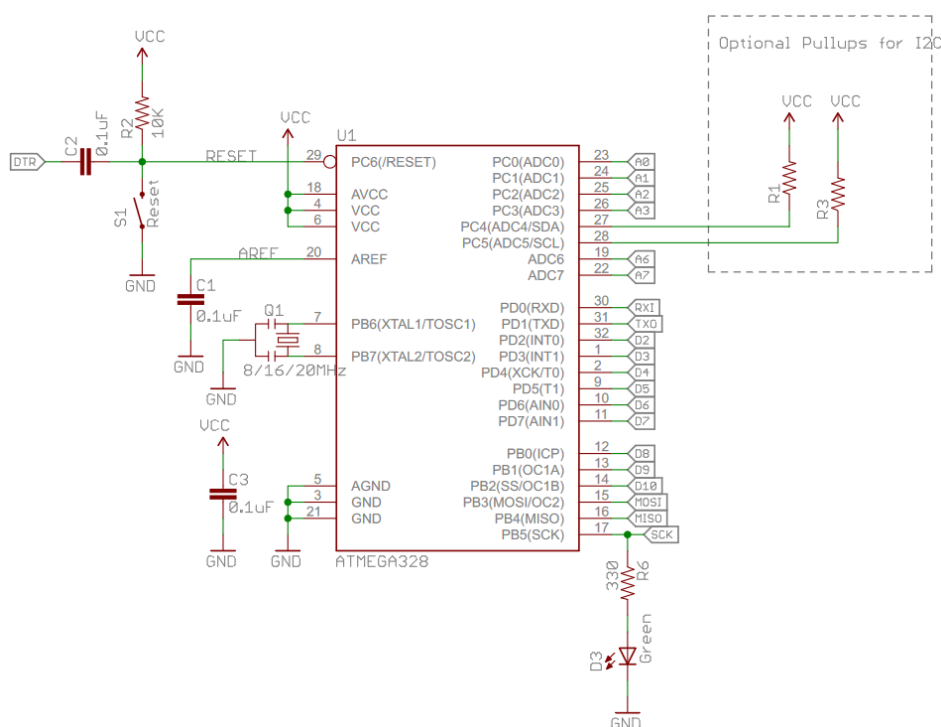 VCC
Optional Pullups for I2C
R2
10K
C2
0.1uF
DTR
RESET
S1
Reset
GND
VCC
U1
29 PC6(/RESET)
18 AVCC
4 VCC
6 VCC
20 AREF
AREF
C1
0.1uF
GND
Q1
7 PB6(XTAL1/TOSC1)
8 PB7(XTAL2/TOSC2)
8/16/20MHz
GND
VCC
C3
0.1uF
GND
5 AGND
3 GND
21 GND
GND
ATMEGA328
PC0(ADC0) 23 A0
PC1(ADC1) 24 A1
PC2(ADC2) 25 A2
PC3(ADC3) 26 A3
PC4(ADC4/SDA) 27
PC5(ADC5/SCL) 28
ADC6 19 A6
ADC7 22 A7
PD0(RXD) 30 RXI
PD1(TXD) 31 TXO
PD2(INT0) 32 D2
PD3(INT1) 1 D3
PD4(XCK/T0) 2 D4
PD5(T1) 9 D5
PD6(AIN0) 10 D6
PD7(AIN1) 11 D7
PB0(ICP) 12 D8
PB1(OC1A) 13 D9
PB2(SS/OC1B) 14 D10
PB3(MOSI/OC2) 15 MOSI
PB4(MISO) 16 MISO
PB5(SCK) 17 SCK
VCC VCC
R1
R3
330
R6
D3
Green
GND